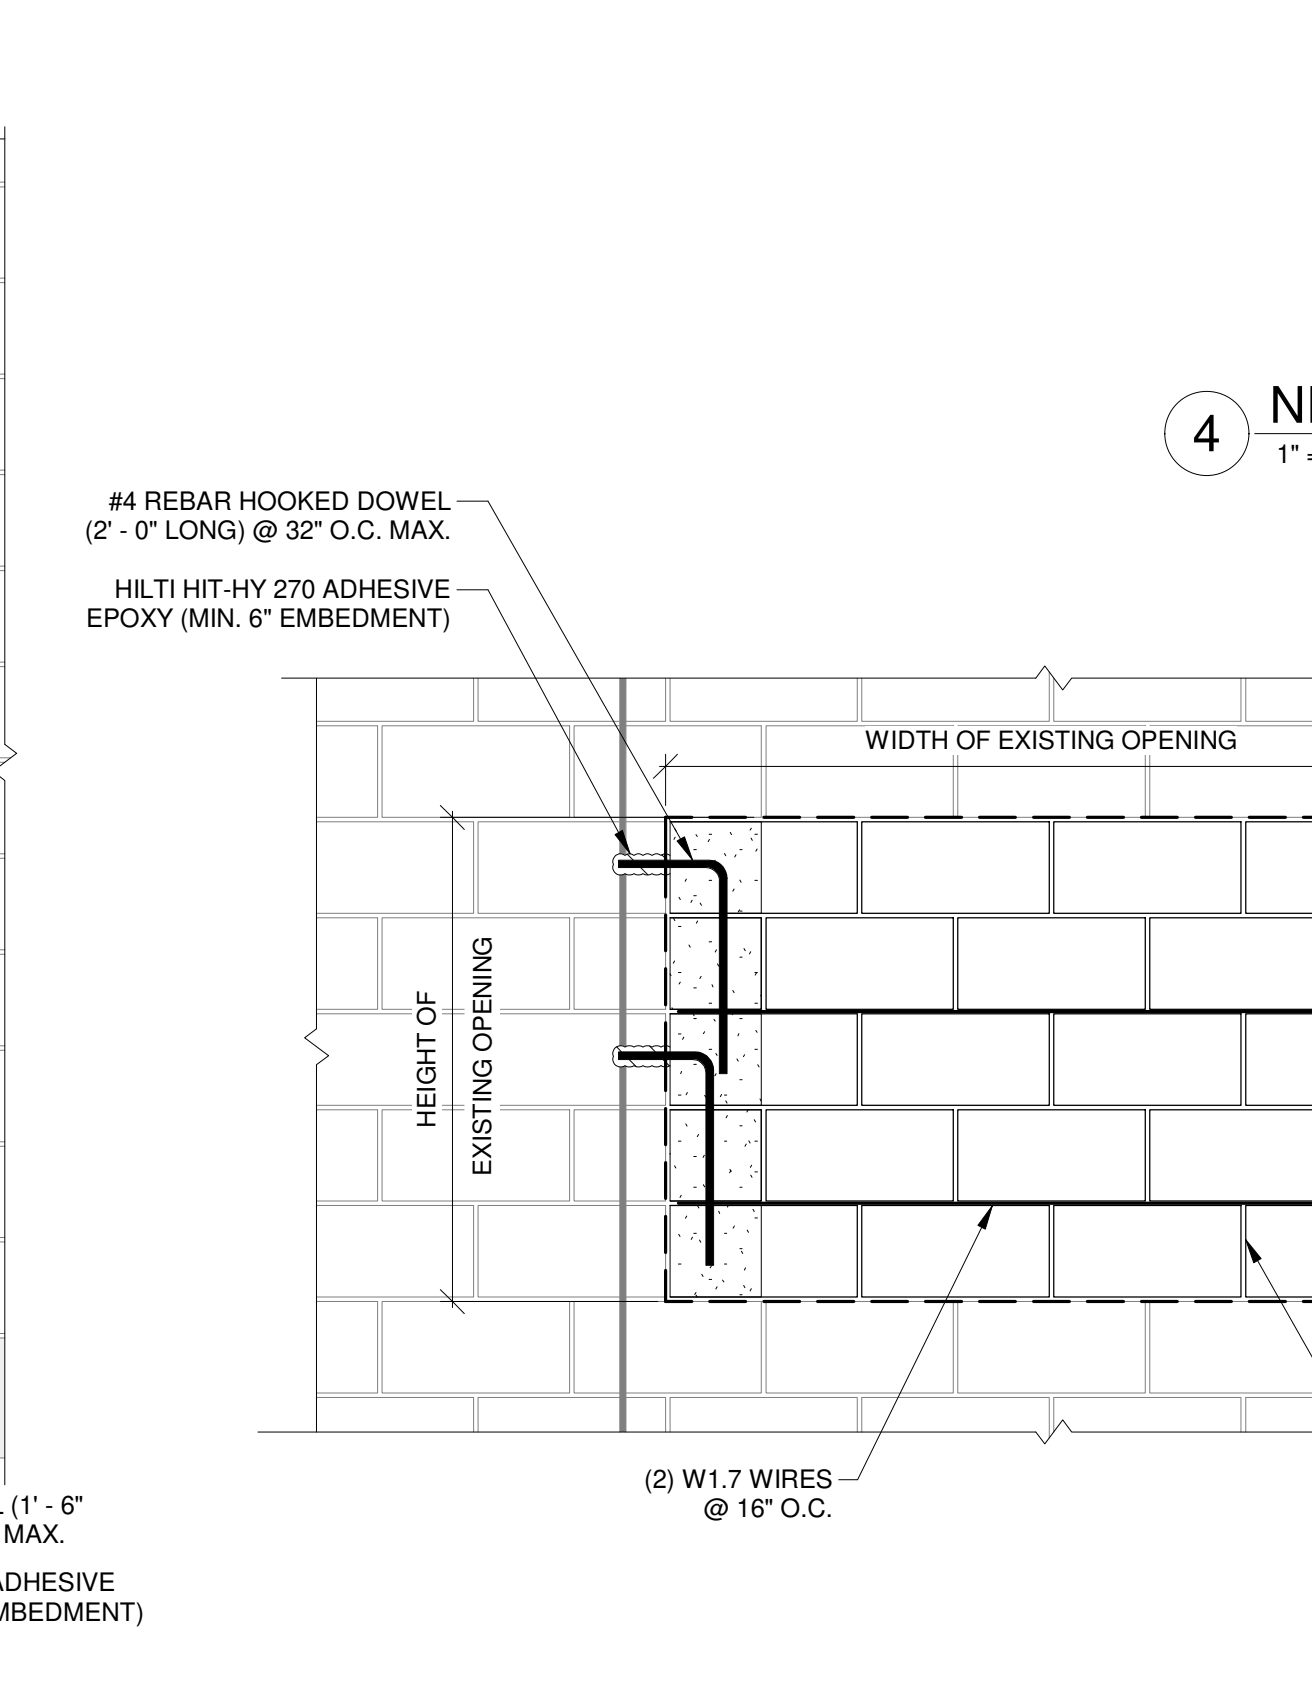 4
NE
1" =
#4 REBAR HOOKED DOWEL
(2' - 0" LONG) @ 32" O.C. MAX.
HILTI HIT-HY 270 ADHESIVE
EPOXY (MIN. 6" EMBEDMENT)
WIDTH OF EXISTING OPENING
HEIGHT OF
EXISTING OPENING
(2) W1.7 WIRES
@ 16" O.C.
(1' - 6"
MAX.
ADHESIVE
MBEDMENT)